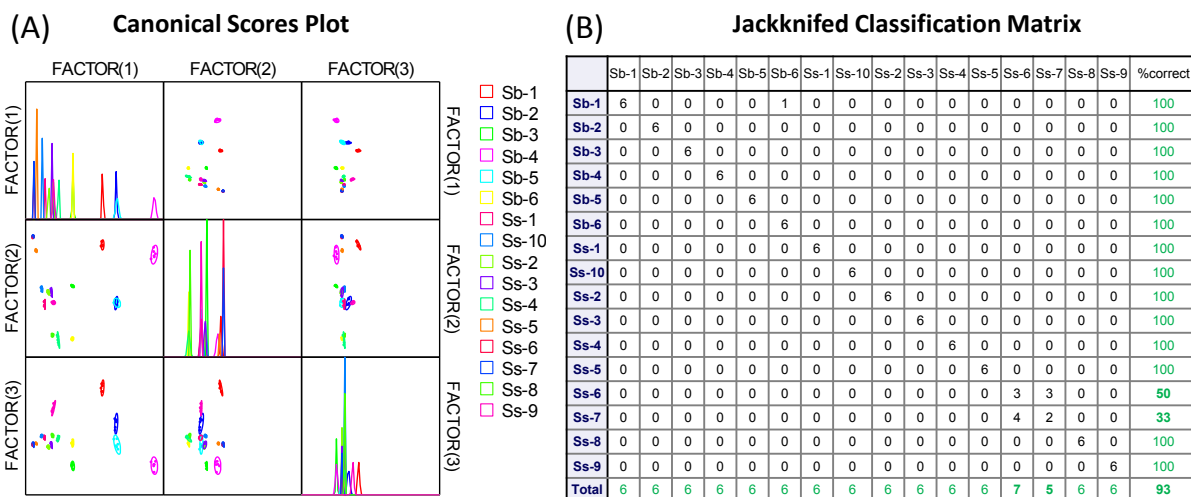 (A) Canonical Scores Plot
FACTOR(1) FACTOR(2) FACTOR(3)
FACTOR(1)
FACTOR(2)
FACTOR(3)
FACTOR(1)
FACTOR(2)
FACTOR(3)
Sb-1
Sb-2
Sb-3
Sb-4
Sb-5
Sb-6
Ss-1
Ss-10
Ss-2
Ss-3
Ss-4
Ss-5
Ss-6
Ss-7
Ss-8
Ss-9
(B) Jackknifed Classification Matrix
Sb-1 Sb-2 Sb-3 Sb-4 Sb-5 Sb-6 Ss-1 Ss-10 Ss-2 Ss-3 Ss-4 Ss-5 Ss-6 Ss-7 Ss-8 Ss-9 %correct
Sb-1 6 0 0 0 0 1 0 0 0 0 0 0 0 0 0 0 100
Sb-2 0 6 0 0 0 0 0 0 0 0 0 0 0 0 0 0 100
Sb-3 0 0 6 0 0 0 0 0 0 0 0 0 0 0 0 0 100
Sb-4 0 0 0 6 0 0 0 0 0 0 0 0 0 0 0 0 100
Sb-5 0 0 0 0 6 0 0 0 0 0 0 0 0 0 0 0 100
Sb-6 0 0 0 0 0 6 0 0 0 0 0 0 0 0 0 0 100
Ss-1 0 0 0 0 0 0 6 0 0 0 0 0 0 0 0 0 100
Ss-10 0 0 0 0 0 0 0 6 0 0 0 0 0 0 0 0 100
Ss-2 0 0 0 0 0 0 0 0 6 0 0 0 0 0 0 0 100
Ss-3 0 0 0 0 0 0 0 0 0 6 0 0 0 0 0 0 100
Ss-4 0 0 0 0 0 0 0 0 0 0 6 0 0 0 0 0 100
Ss-5 0 0 0 0 0 0 0 0 0 0 0 6 0 0 0 0 100
Ss-6 0 0 0 0 0 0 0 0 0 0 0 0 3 3 0 0 50
Ss-7 0 0 0 0 0 0 0 0 0 0 0 0 4 2 0 0 33
Ss-8 0 0 0 0 0 0 0 0 0 0 0 0 0 0 6 0 100
Ss-9 0 0 0 0 0 0 0 0 0 0 0 0 0 0 0 6 100
Total 6 6 6 6 6 6 6 6 6 6 6 6 7 5 6 6 93